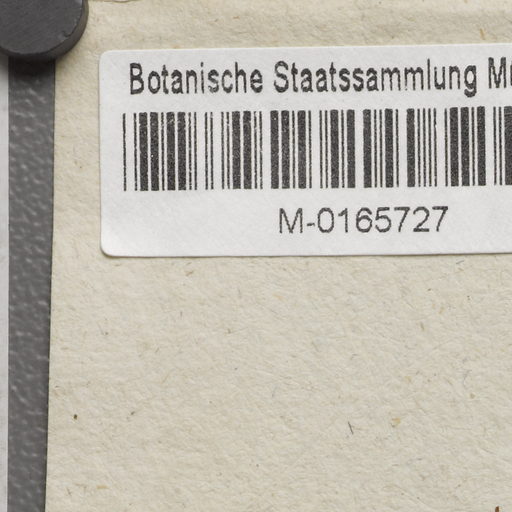 Botanische Staatssammlung
M-0165727